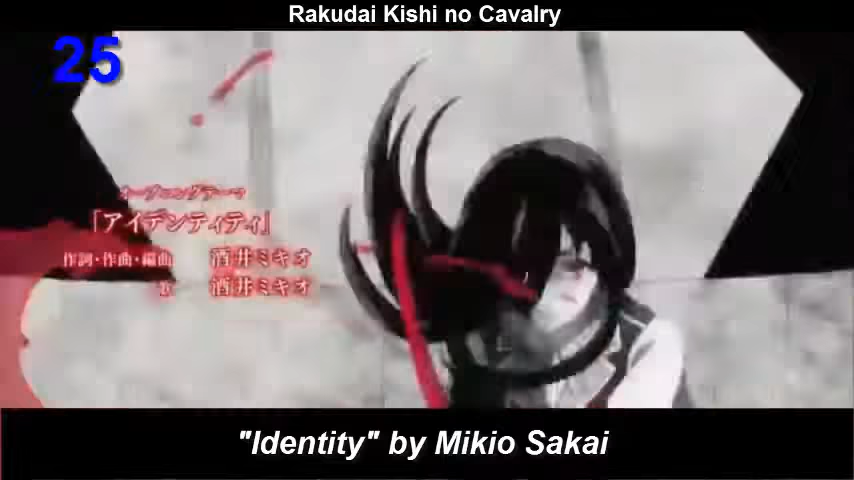 Rakudai Kishi no Cavalry
25
オープニングテーマ
「アイデンティティ」
作詞・作曲・編曲 酒井ミキオ
歌 酒井ミキオ
"Identity" by Mikio Sakai